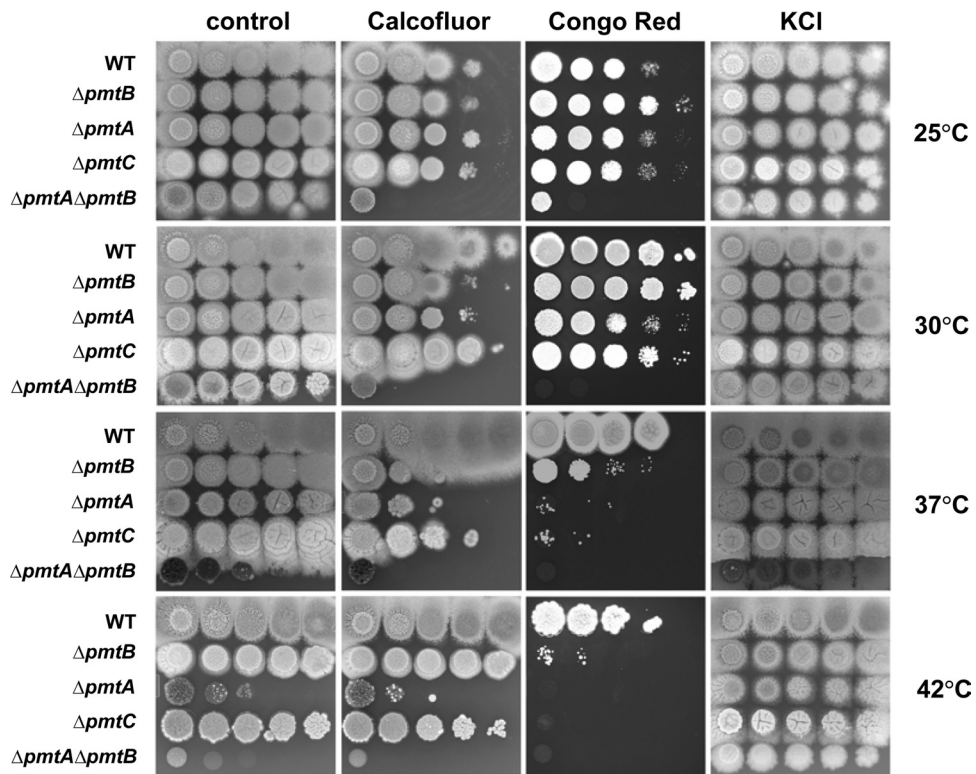 control Calcofluor Congo Red KCl
WT
ΔpmtB
ΔpmtA
ΔpmtC
ΔpmtAΔpmtB
25°C
WT
ΔpmtB
ΔpmtA
ΔpmtC
ΔpmtAΔpmtB
30°C
WT
ΔpmtB
ΔpmtA
ΔpmtC
ΔpmtAΔpmtB
37°C
WT
ΔpmtB
ΔpmtA
ΔpmtC
ΔpmtAΔpmtB
42°C